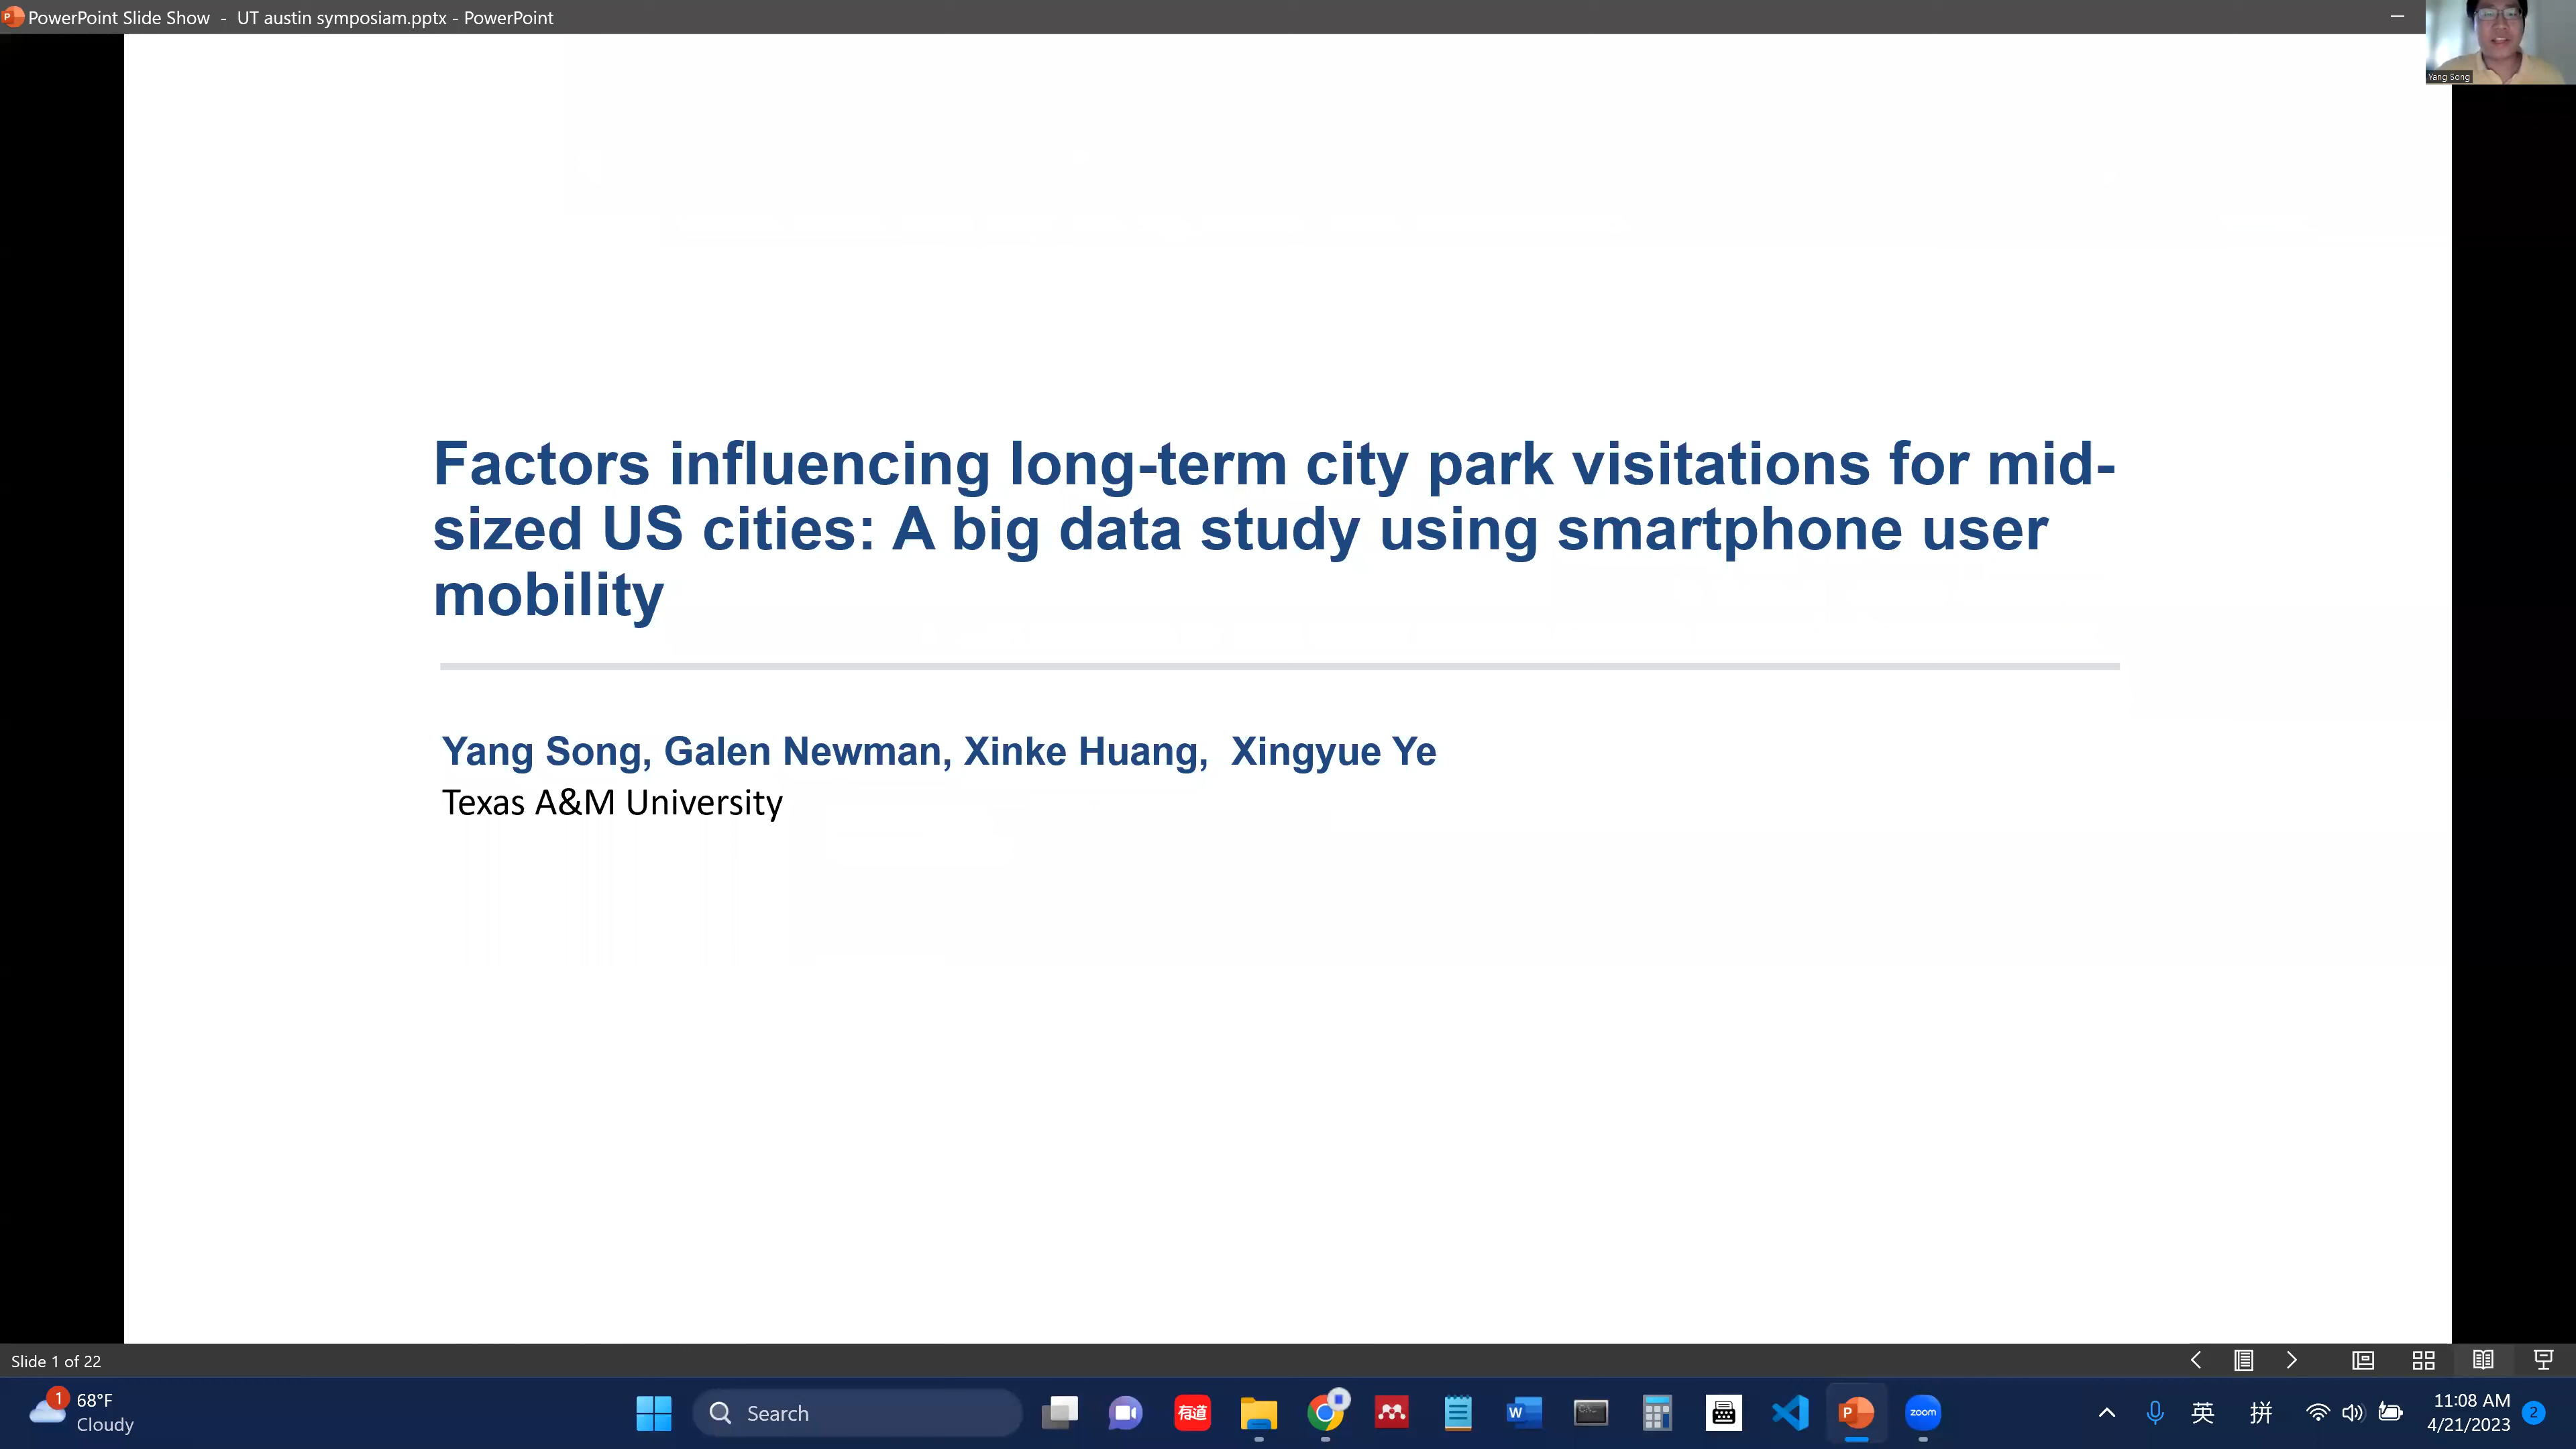 PowerPoint Slide Show - UT austin symposiam.pptx - PowerPoint
Yang Song
Factors influencing long-term city park visitations for mid-
sized US cities: A big data study using smartphone user
mobility
Yang Song, Galen Newman, Xinke Huang, Xingyue Ye
Texas A&M University
Slide 1 of 22
1
68°F
Cloudy
Search
有道
W
P
zoom
英
拼
11:08 AM
4/21/2023
2